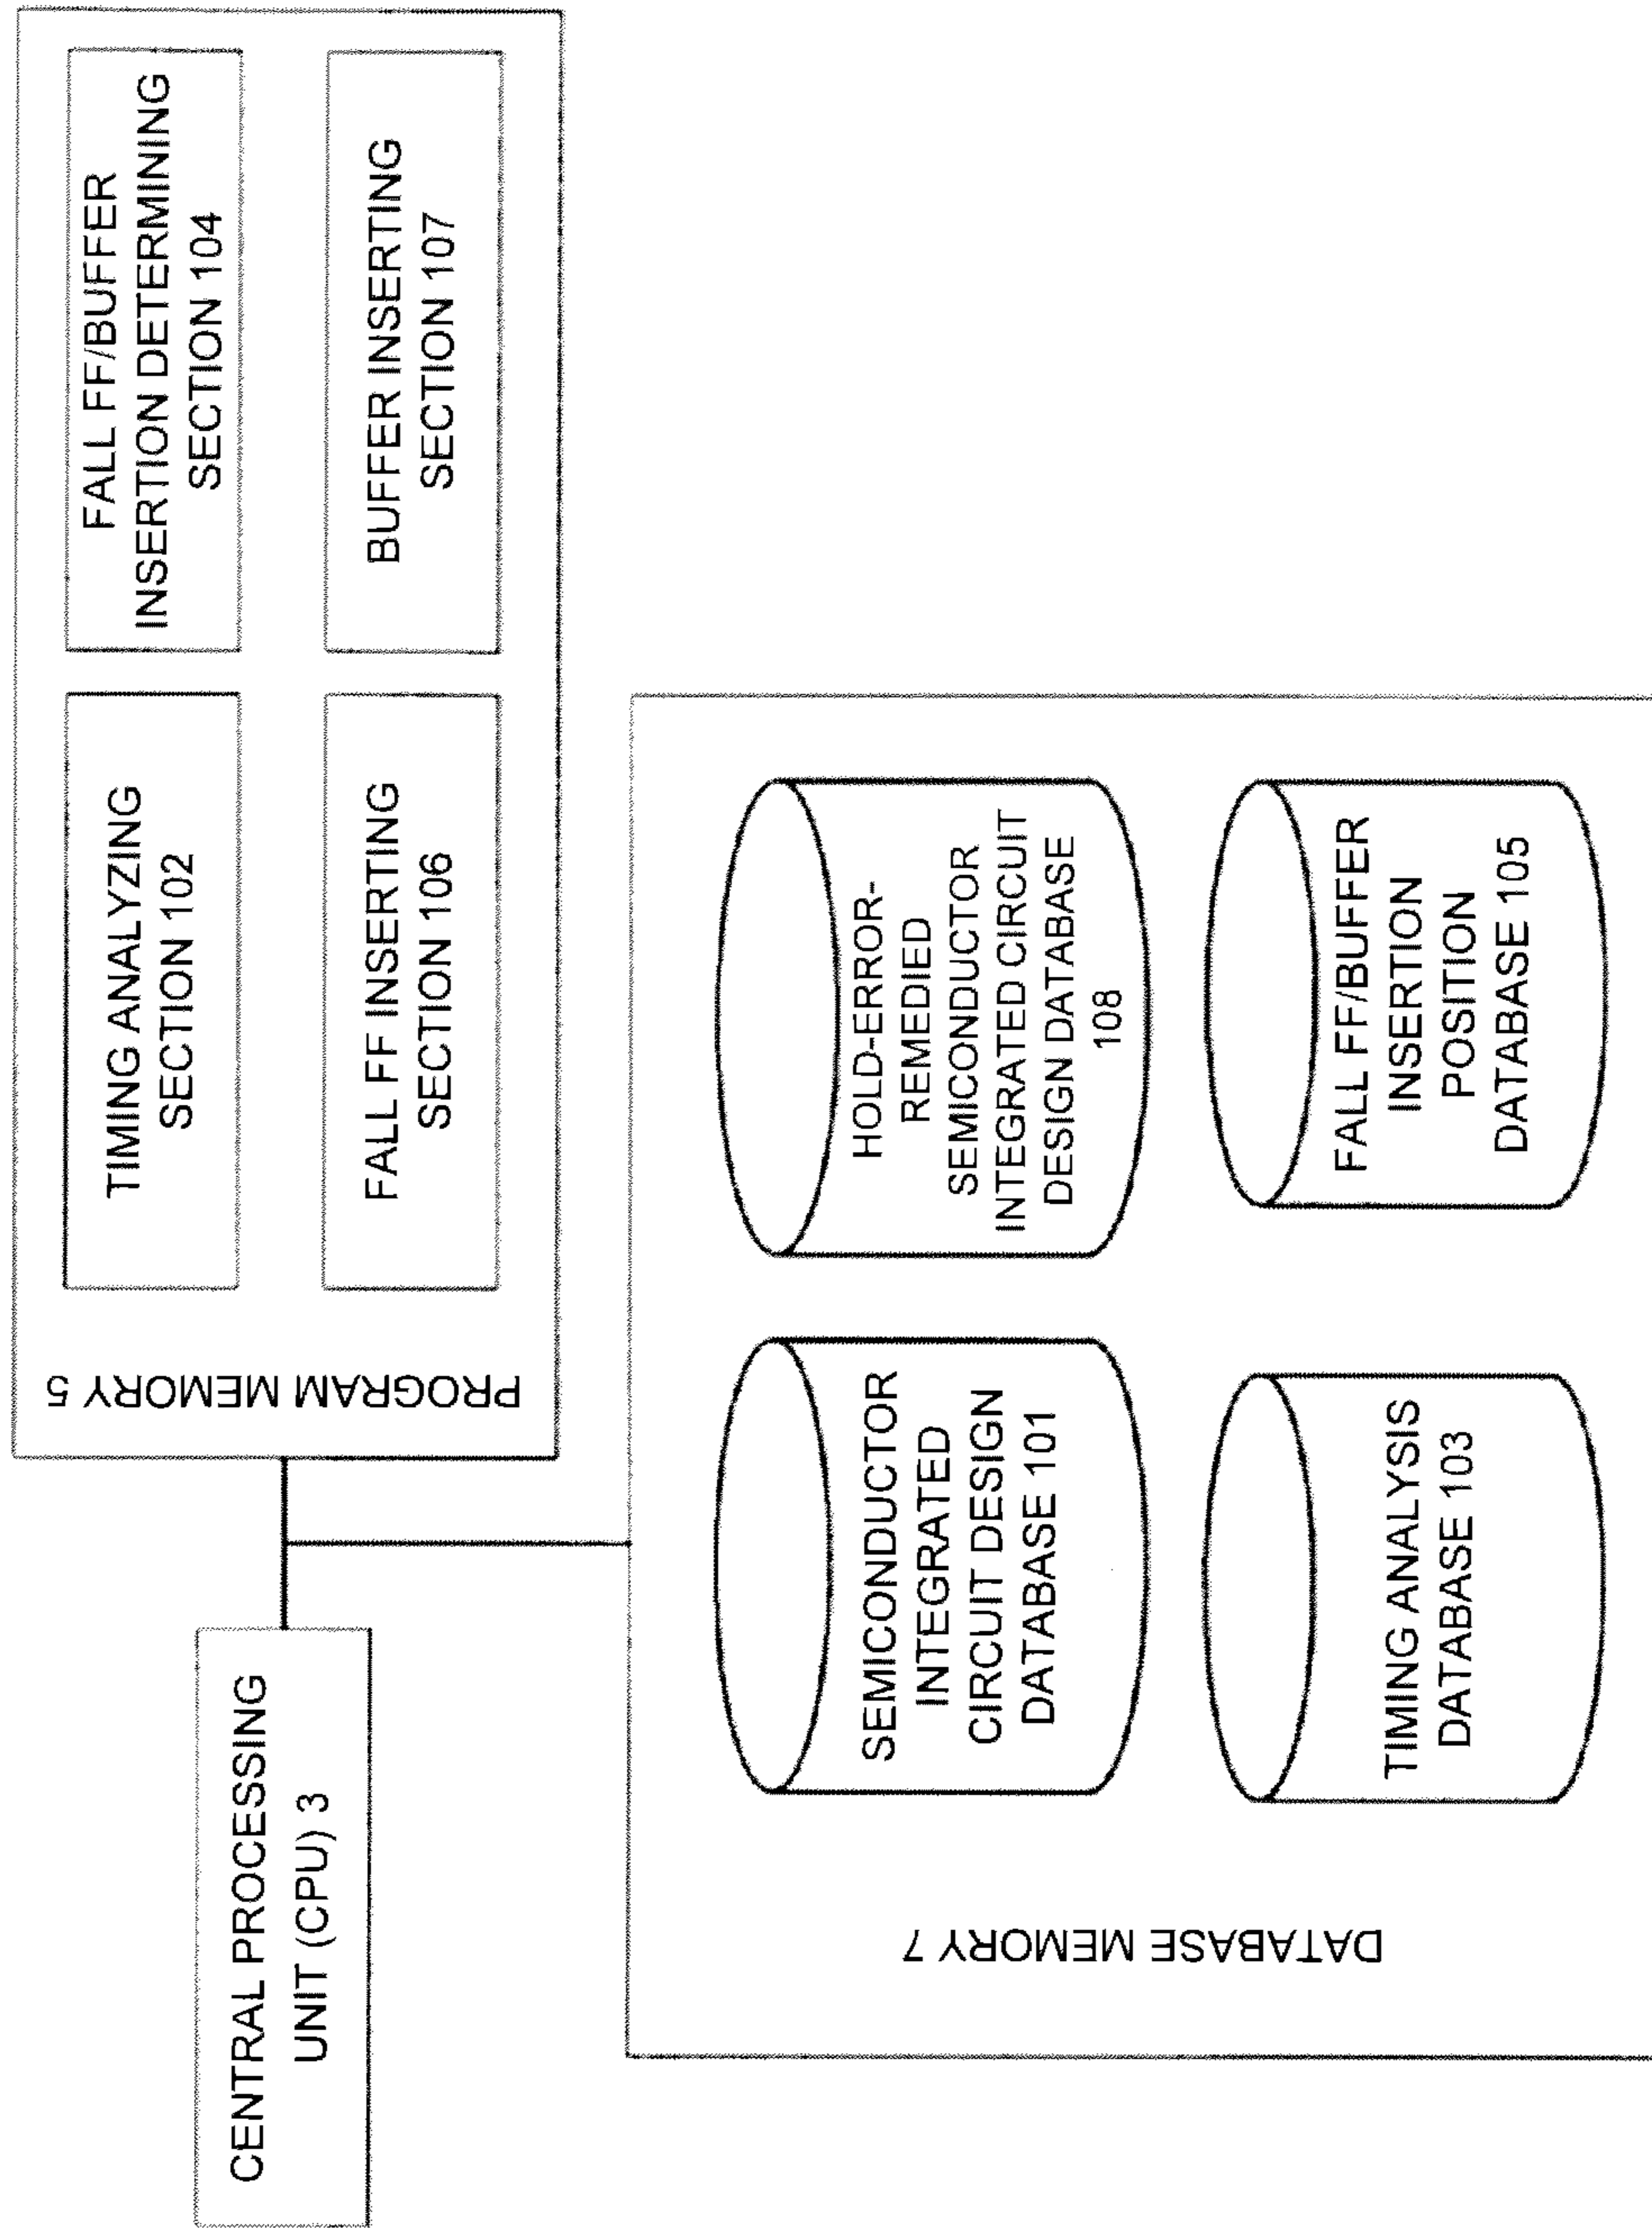 CENTRAL PROCESSING
UNIT (CPU) 3
PROGRAM MEMORY 5
TIMING ANALYZING
SECTION 102
FALL FF/BUFFER
INSERTION DETERMINING
SECTION 104
FALL FF INSERTING
SECTION 106
BUFFER INSERTING
SECTION 107
DATABASE MEMORY 7
SEMICONDUCTOR
INTEGRATED
CIRCUIT DESIGN
DATABASE 101
HOLD-ERROR-
REMEDIED
SEMICONDUCTOR
INTEGRATED CIRCUIT
DESIGN DATABASE
108
TIMING ANALYSIS
DATABASE 103
FALL FF/BUFFER
INSERTION
POSITION
DATABASE 105